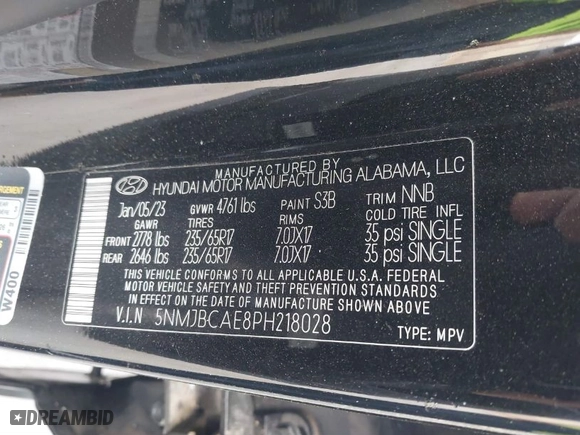 MANUFACTURED BY
HYUNDAI MOTOR MANUFACTURING ALABAMA, LLC
Jan/05/23 GVWR 4761 lbs PAINT S3B TRIM NNB
GAWR TIRES RIMS COLD TIRE INFL
FRONT 2778 lbs 235/65R17 7.0JX17 35 psi SINGLE
REAR 2646 lbs 235/65R17 7.0JX17 35 psi SINGLE
THIS VEHICLE CONFORMS TO ALL APPLICABLE U.S.A. FEDERAL
MOTOR VEHICLE SAFETY AND THEFT PREVENTION STANDARDS
IN EFFECT ON THE DATE OF MANUFACTURE SHOWN ABOVE
V.I.N 5NMJBCAE8PH218028
TYPE: MPV
W400
DREAMBID